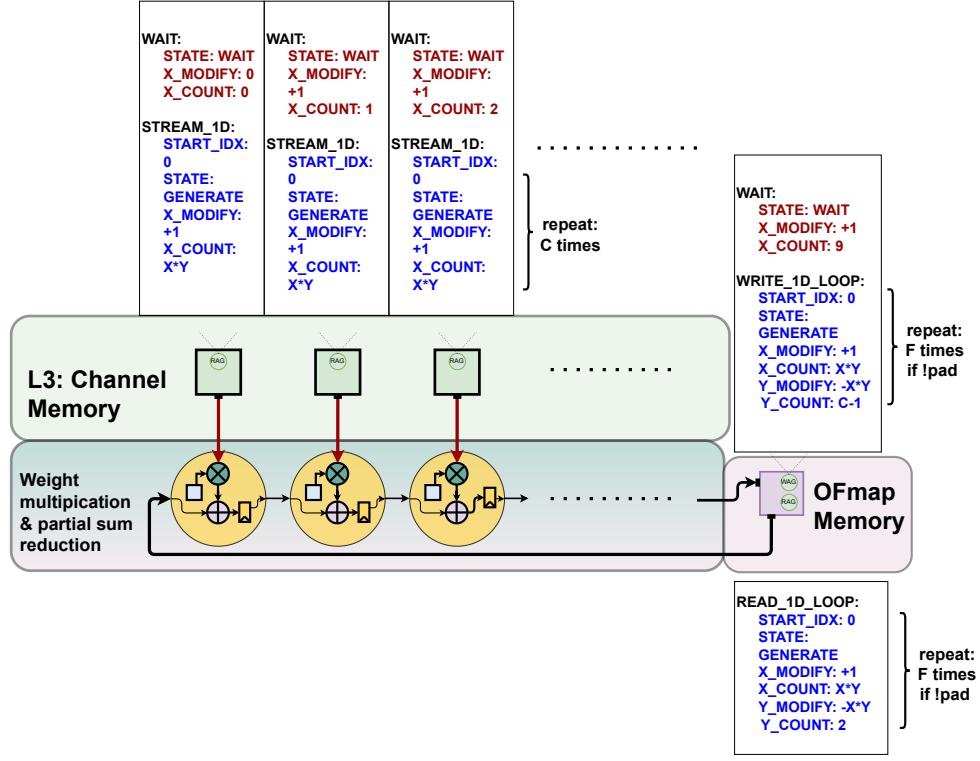 WAIT:
STATE: WAIT
X_MODIFY: 0
X_COUNT: 0
STREAM_1D:
START_IDX:
0
STATE:
GENERATE
X_MODIFY:
+1
X_COUNT:
X*Y
WAIT:
STATE: WAIT
X_MODIFY:
+1
X_COUNT: 1
STREAM_1D:
START_IDX:
0
STATE:
GENERATE
X_MODIFY:
+1
X_COUNT:
X*Y
WAIT:
STATE: WAIT
X_MODIFY:
+1
X_COUNT: 2
STREAM_1D:
START_IDX:
0
STATE:
GENERATE
X_MODIFY:
+1
X_COUNT:
X*Y
repeat:
C times
WAIT:
STATE: WAIT
X_MODIFY: +1
X_COUNT: 9
WRITE_1D_LOOP:
START_IDX: 0
STATE:
GENERATE
X_MODIFY: +1
X_COUNT: X*Y
Y_MODIFY: -X*Y
Y_COUNT: C-1
repeat:
F times
if !pad
L3: Channel
Memory
RAG
RAG
RAG
Weight
multipication
& partial sum
reduction
WAG
RAG
OFmap
Memory
READ_1D_LOOP:
START_IDX: 0
STATE:
GENERATE
X_MODIFY: +1
X_COUNT: X*Y
Y_MODIFY: -X*Y
Y_COUNT: 2
repeat:
F times
if !pad